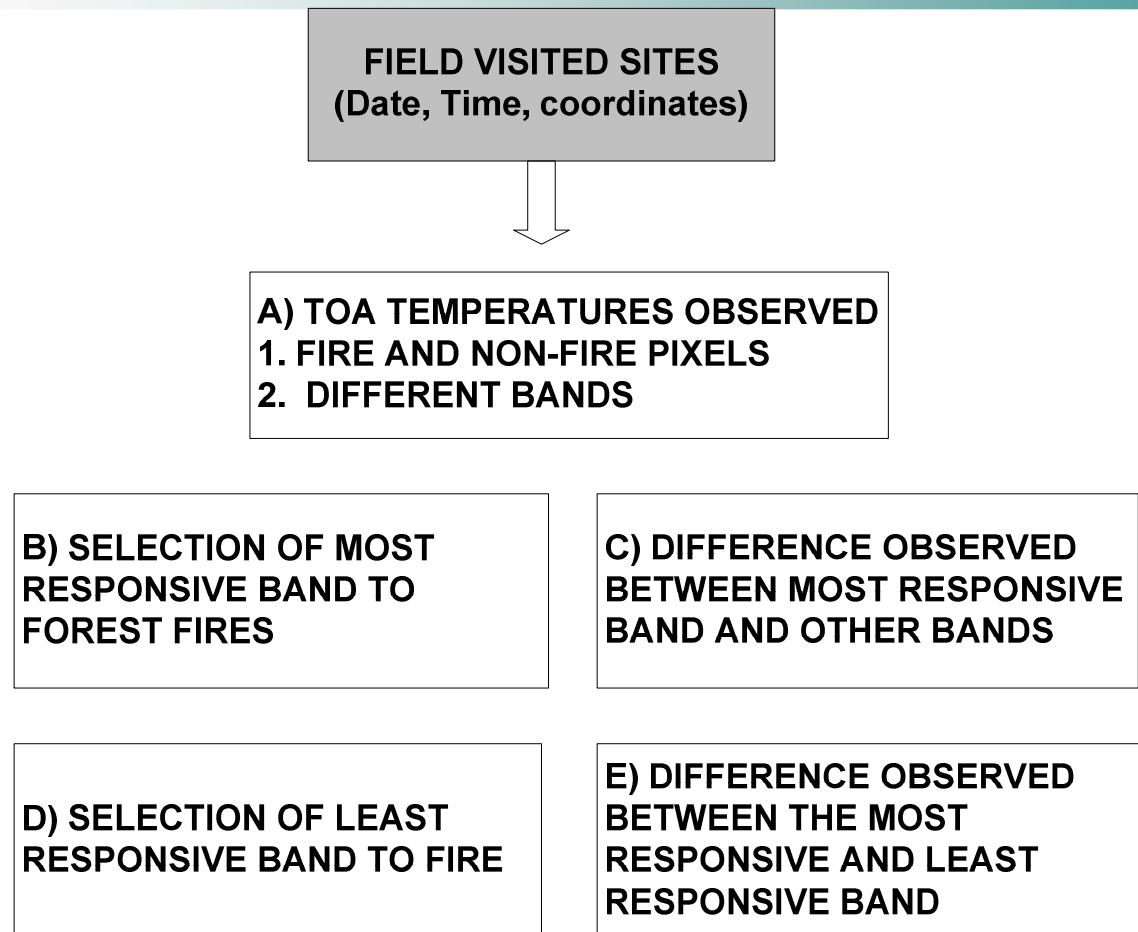 FIELD VISITED SITES
(Date, Time, coordinates)
A) TOA TEMPERATURES OBSERVED
1. FIRE AND NON-FIRE PIXELS
2.  DIFFERENT BANDS
B) SELECTION OF MOST
RESPONSIVE BAND TO
FOREST FIRES
C) DIFFERENCE OBSERVED
BETWEEN MOST RESPONSIVE
BAND AND OTHER BANDS
D) SELECTION OF LEAST
RESPONSIVE BAND TO FIRE
E) DIFFERENCE OBSERVED
BETWEEN THE MOST
RESPONSIVE AND LEAST
RESPONSIVE BAND